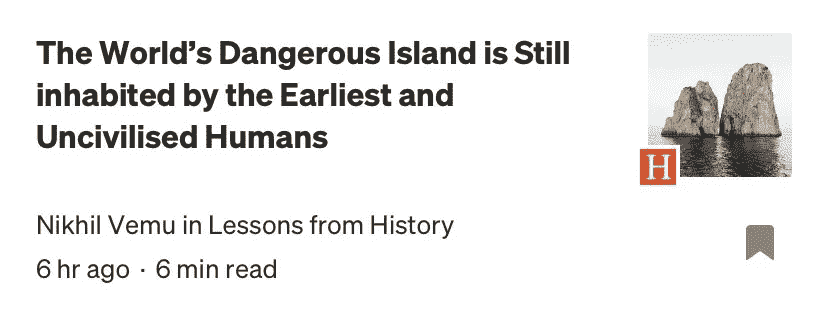 The World’s Dangerous Island is Still
inhabited by the Earliest and
Uncivilised Humans
H
Nikhil Vemu in Lessons from History
6 hr ago · 6 min read